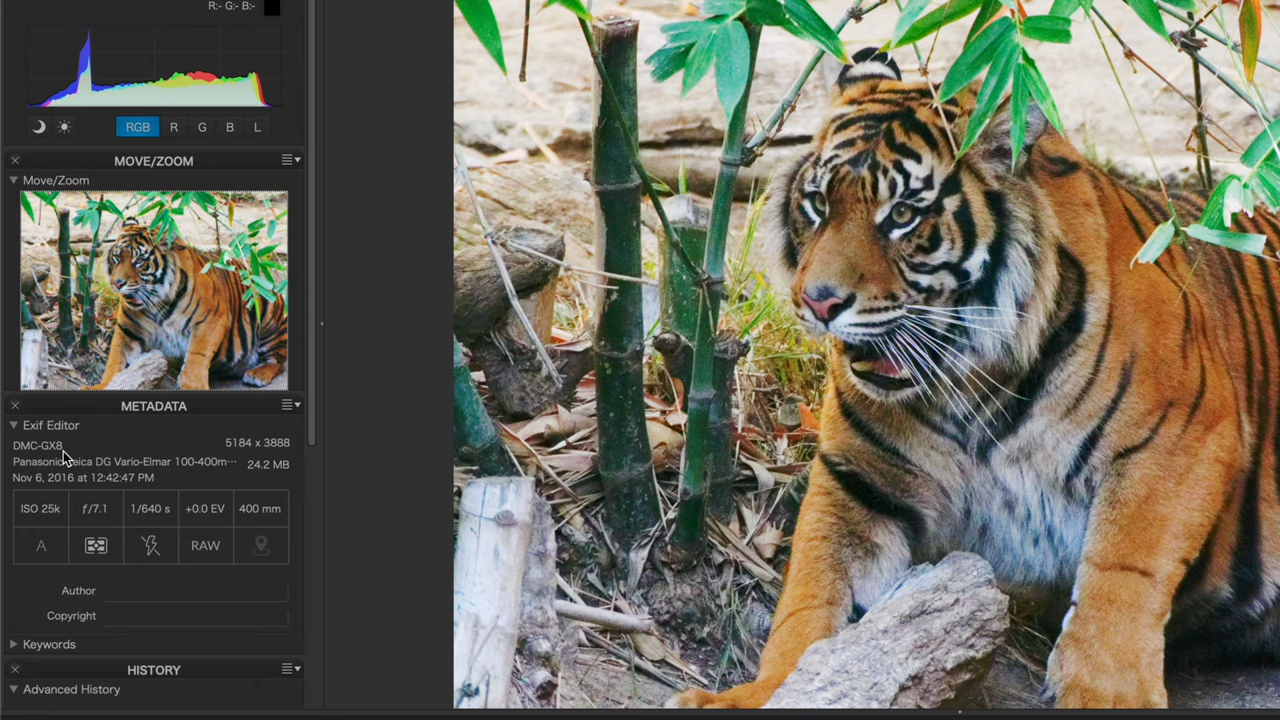 R:- G:- B:-
RGB R G B L
MOVE/ZOOM
Move/Zoom
METADATA
Exif Editor
DMC-GX8
5184 x 3888
Panasonic Leica DG Vario-Elmar 100-400m···
24.2 MB
Nov 6, 2016 at 12:42:47 PM
ISO 25k ƒ/7.1 1/640 s +0.0 EV 400 mm
A RAW
Author
Copyright
Keywords
HISTORY
Advanced History